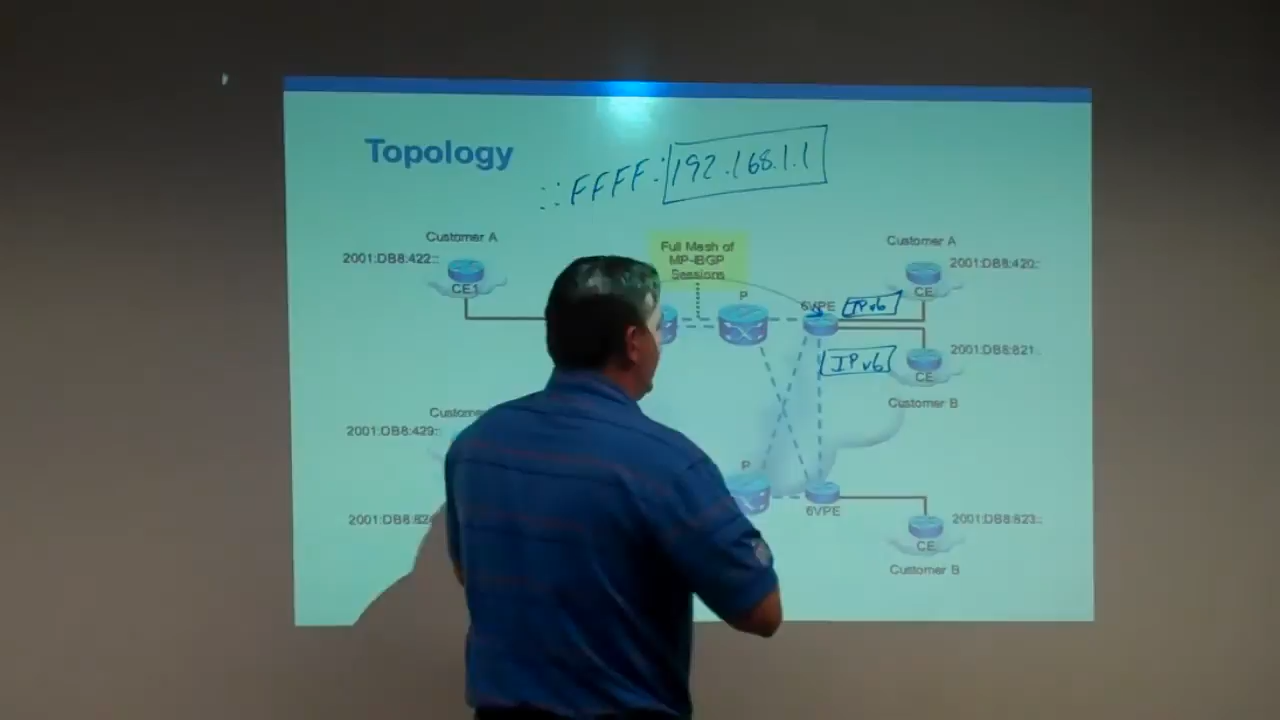 Topology
::FFFF:192.168.1.1
Customer A
2001:DB8:422::
CE1
Full Mesh of
MP-iBGP
Sessions
P
6VPE
IPv6
Customer A
2001:DB8:420::
CE
IPv6
2001:DB8:821
CE
Customer B
2001:DB8:429::
P
6VPE
2001:DB8:823::
CE
Customer B